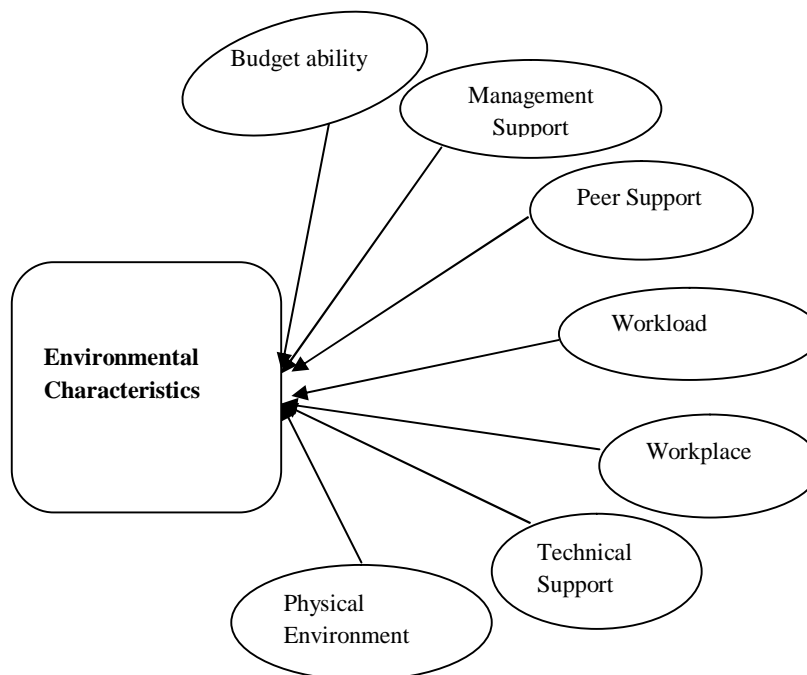 Budget ability
Management
Support
Peer Support
Environmental
Characteristics
Workload
Workplace
Technical
Support
Physical
Environment